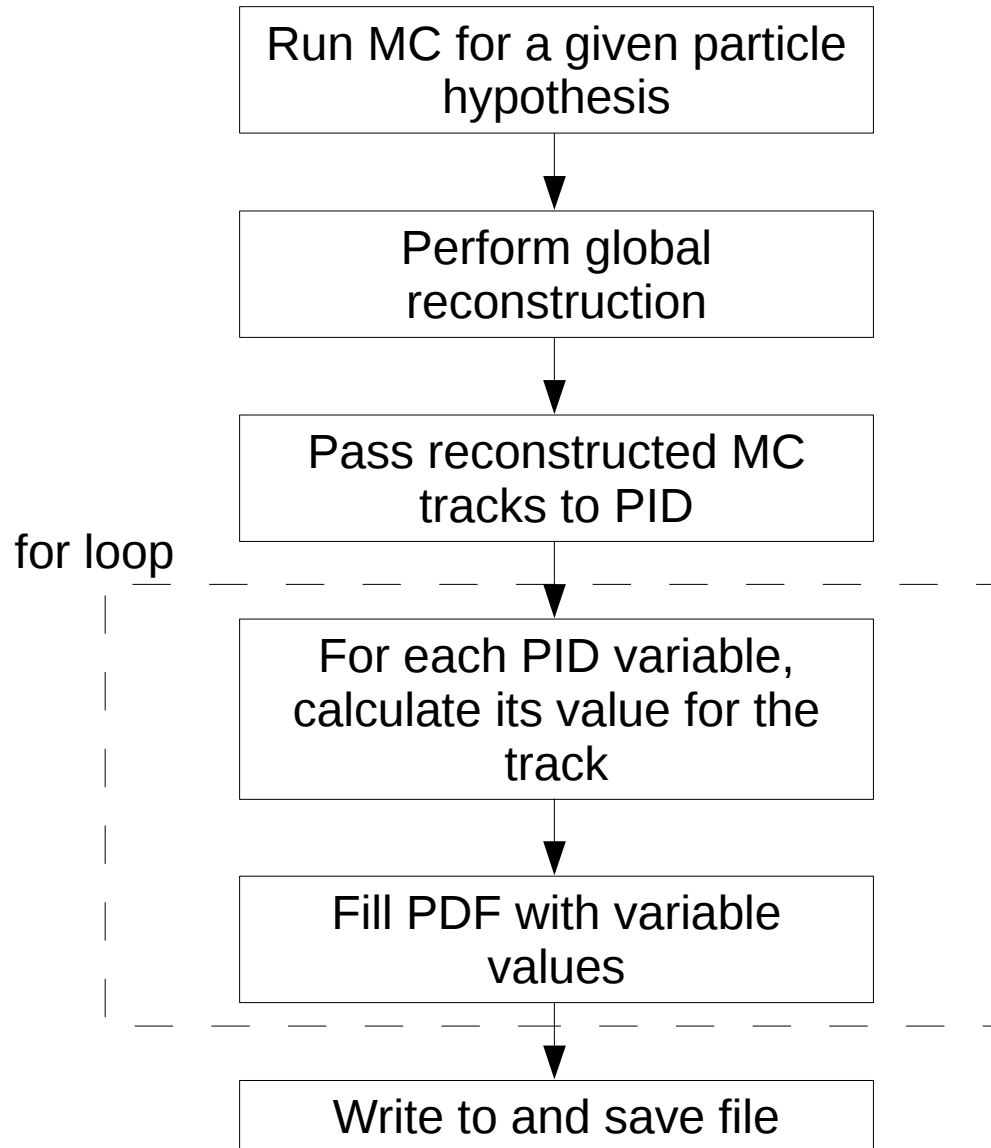 Run MC for a given particle
hypothesis
Perform global
reconstruction
Pass reconstructed MC
tracks to PID
for loop
For each PID variable,
calculate its value for the
track
Fill PDF with variable
values
Write to and save file